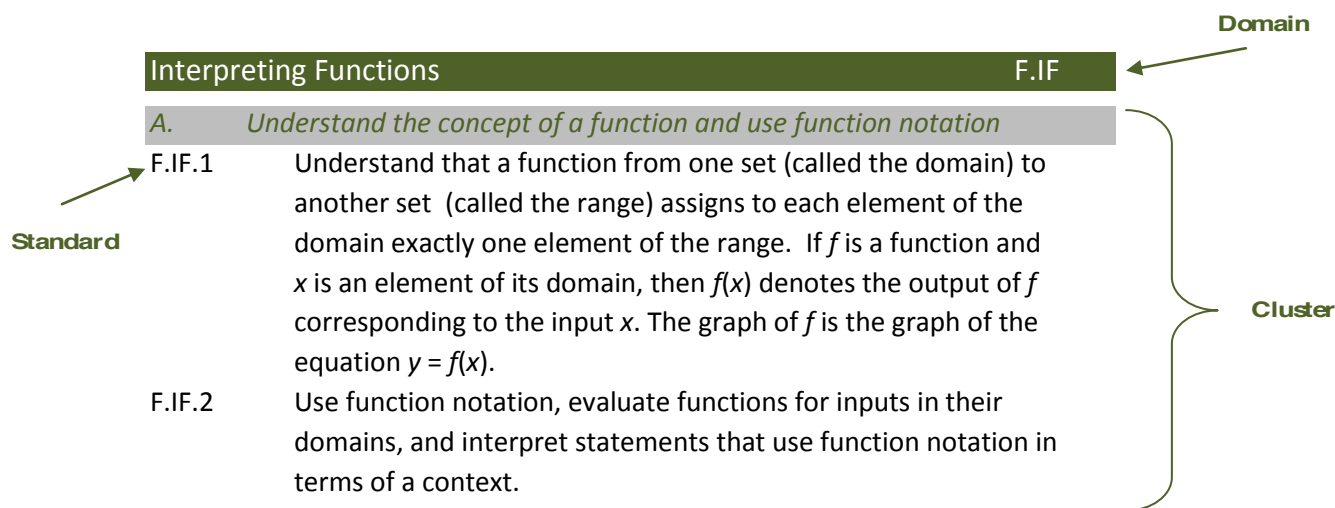 Domain
Interpreting Functions F.IF
A. Understand the concept of a function and use function notation
F.IF.1 Understand that a function from one set (called the domain) to
another set (called the range) assigns to each element of the
Standard domain exactly one element of the range. If f is a function and
x is an element of its domain, then f(x) denotes the output of f
corresponding to the input x. The graph of f is the graph of the Cluster
equation y = f(x).
F.IF.2 Use function notation, evaluate functions for inputs in their
domains, and interpret statements that use function notation in
terms of a context.